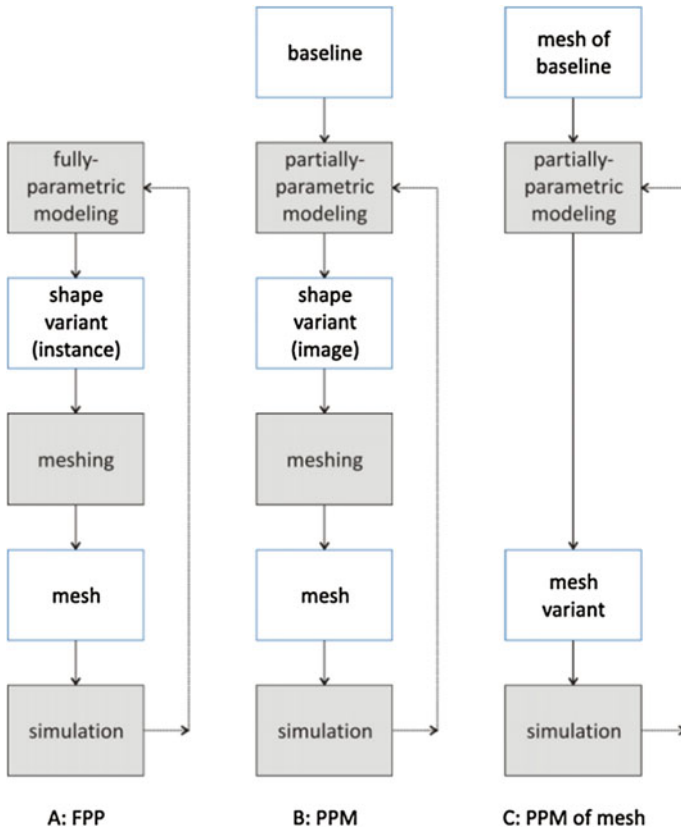 baseline
mesh of
baseline
fully-
parametric
modeling
partially-
parametric
modeling
partially-
parametric
modeling
shape
variant
(instance)
shape
variant
(image)
meshing
meshing
mesh
mesh
mesh
variant
simulation
simulation
simulation
A: FPP
B: PPM
C: PPM of mesh